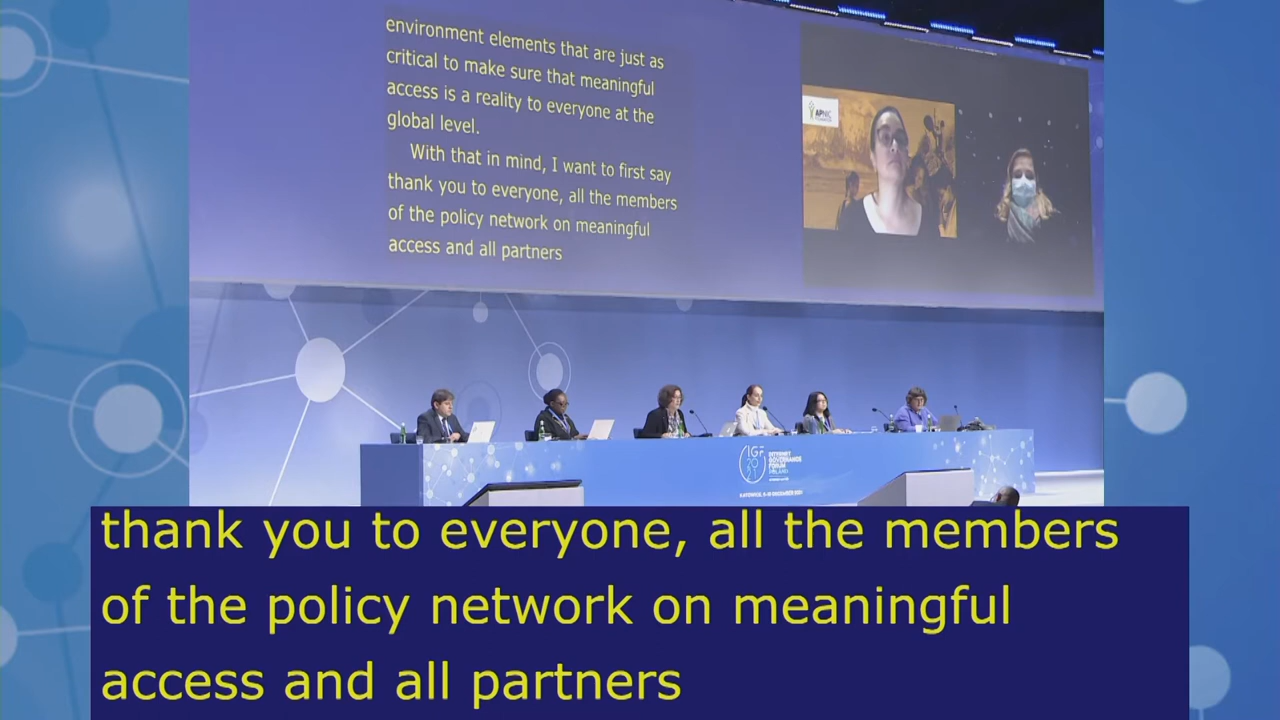 environment elements that are just as
critical to make sure that meaningful
access is a reality to everyone at the
global level.
With that in mind, I want to first say
thank you to everyone, all the members
of the policy network on meaningful
access and all partners
APNIC
IGF
20
21
INTERNET
GOVERNANCE
FORUM
POLAND
thank you to everyone, all the members
of the policy network on meaningful
access and all partners